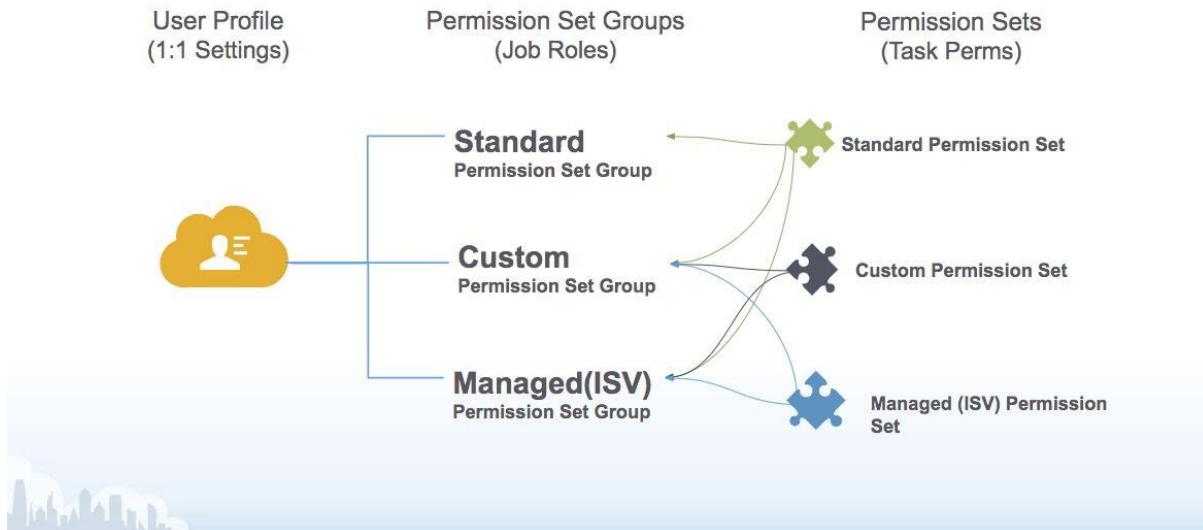 User Profile
(1:1 Settings)
Permission Set Groups
(Job Roles)
Permission Sets
(Task Perms)
Standard
Permission Set Group
Custom
Permission Set Group
Managed(ISV)
Permission Set Group
Standard Permission Set
Custom Permission Set
Managed (ISV) Permission
Set